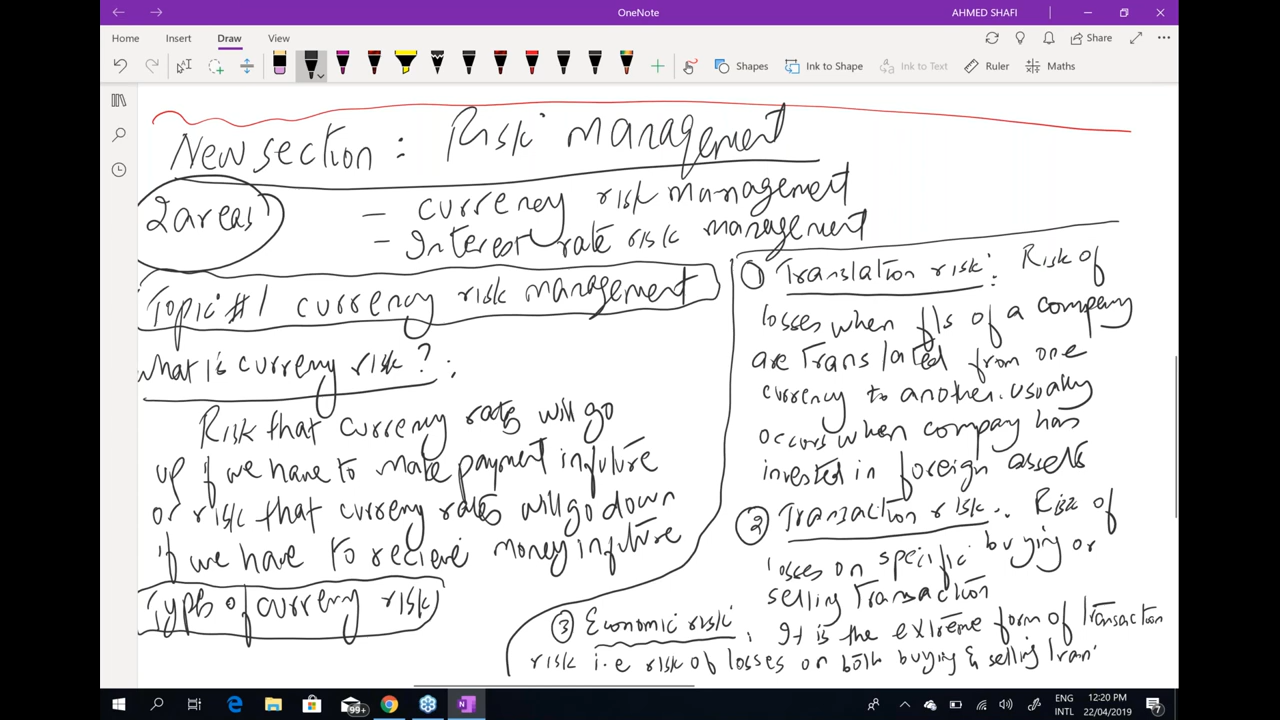 OneNote
AHMED SHAFI
Home Insert Draw View
Share
Shapes Ink to Shape Ink to Text Ruler Maths
New section : Risk management
2 areas
- currency risk management
- Interest rate risk management
Topic #1 currency risk management
What is currency risk? :
Risk that currency rates will go
up if we have to make payment in future
or risk that currency rates will go down
if we have to recieve money in future
Types of currency risk
① Translation risk : Risk of
losses when f/s of a company
are translated from one
currency to another. usually
occurs when company has
invested in foreign assets
② Transaction risk : Risk of
losses on specific buying or
selling transaction
③ Economic risk : It is the extreme form of transaction
risk i.e risk of losses on both buying & selling tran
99+
ENG
INTL
12:20 PM
22/04/2019
7